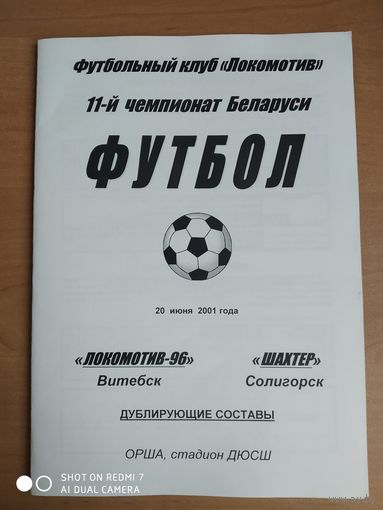 Футбольный клуб «Локомотив»
11-й чемпионат Беларуси
ФУТБОЛ
20 июня 2001 года
«ЛОКОМОТИВ-96» «ШАХТЕР»
Витебск Солигорск
ДУБЛИРУЮЩИЕ СОСТАВЫ
ОРША, стадион ДЮСШ
SHOT ON REDMI 7
AI DUAL CAMERA